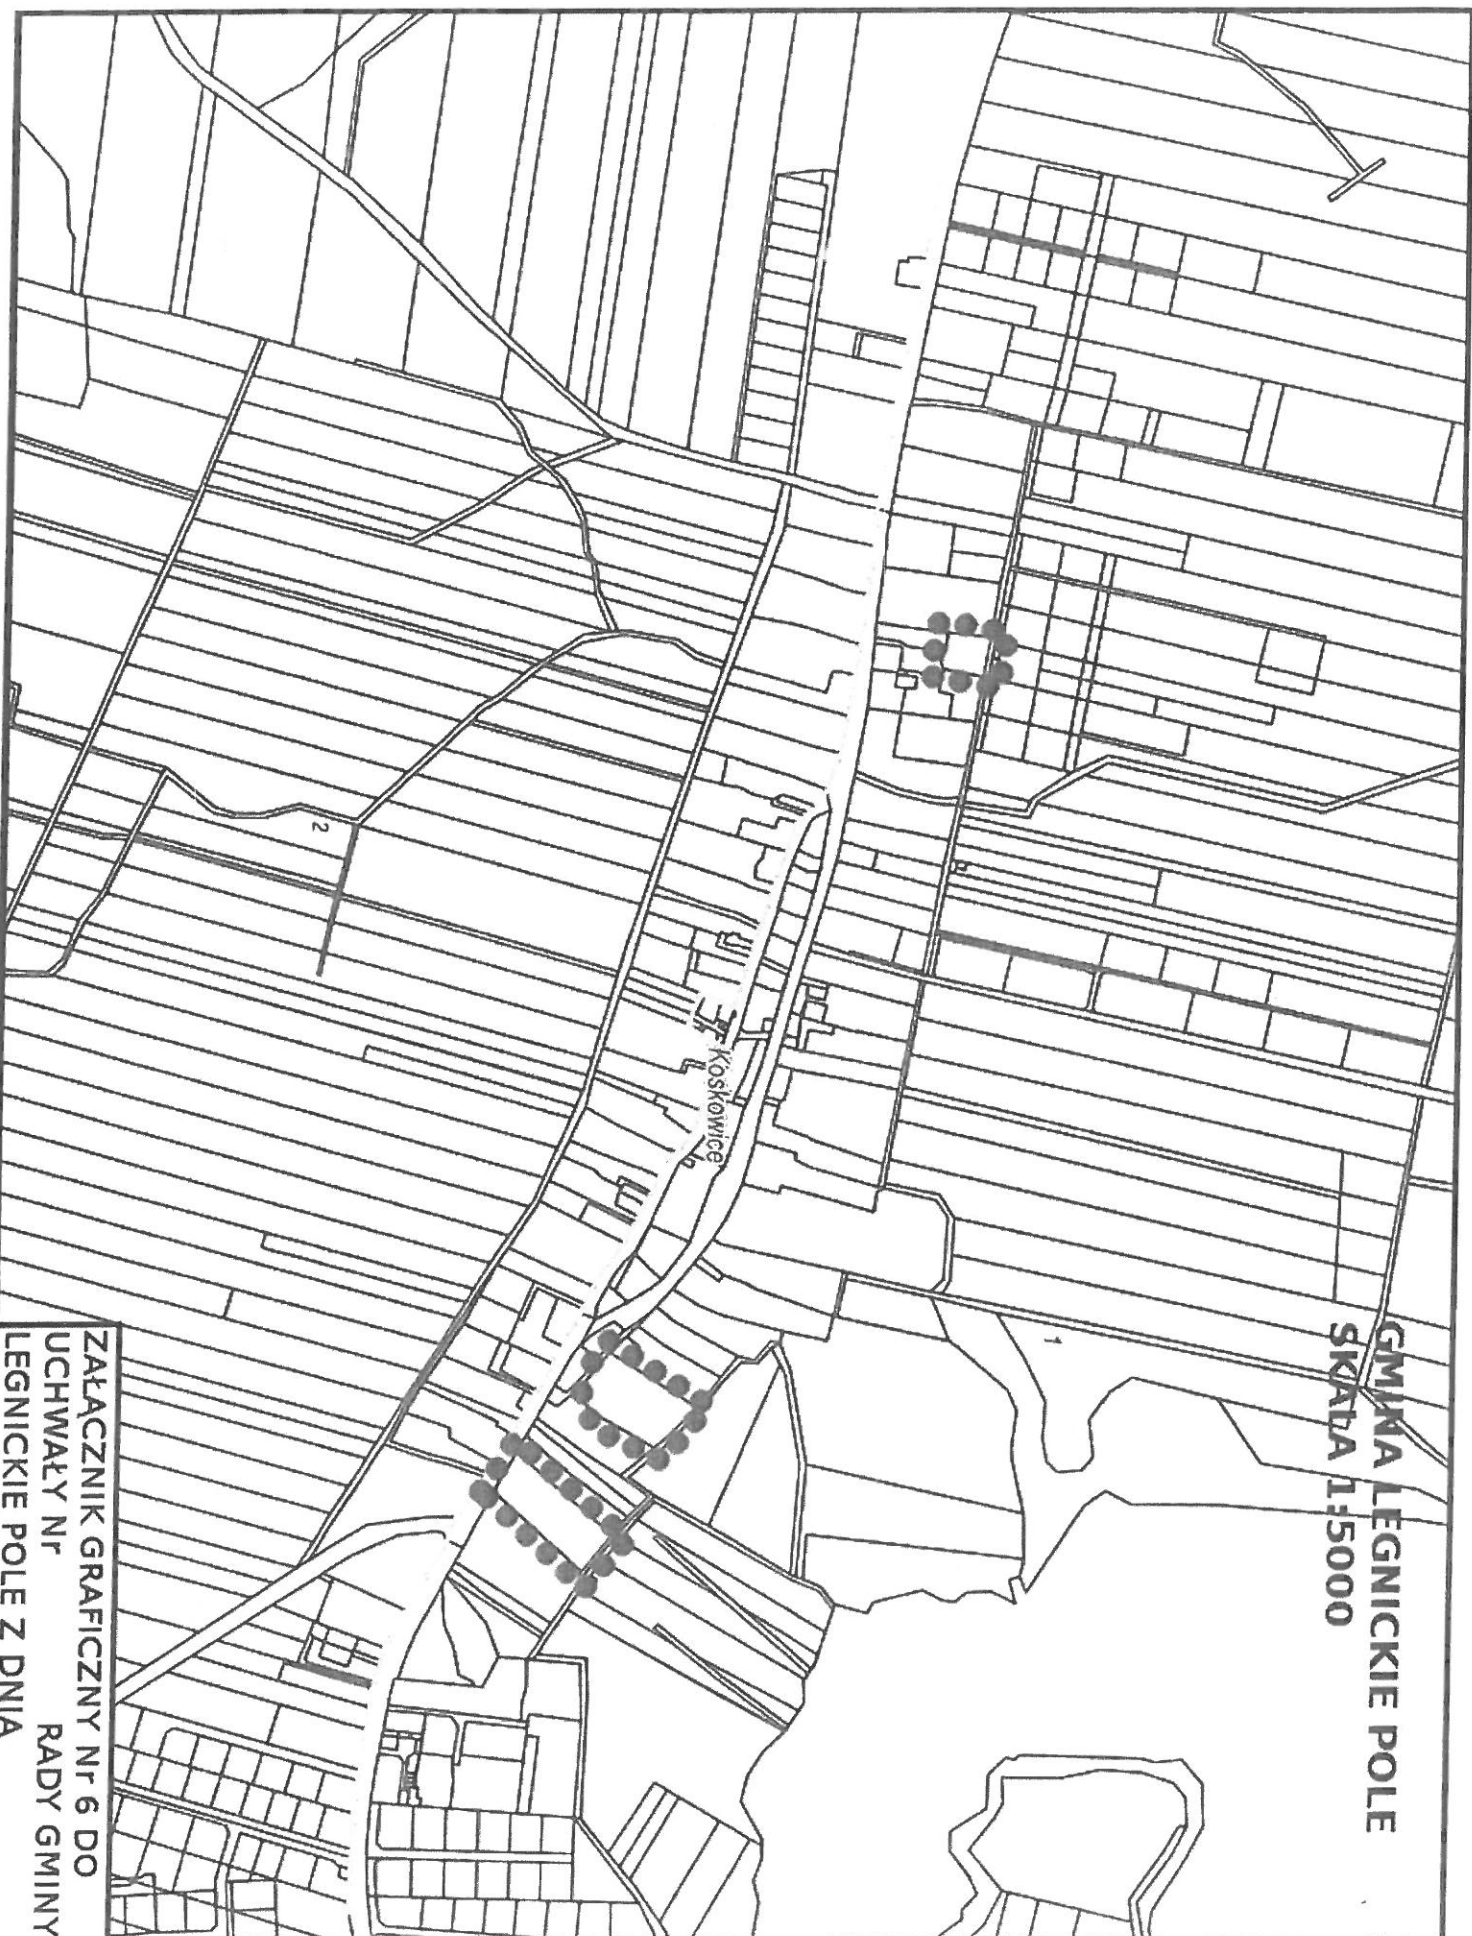 GMINA LEGNICKIE POLE
SKALA 1:5000
1
Koskowice
2
ZAŁĄCZNIK GRAFICZNY Nr 6 DO
UCHWAŁY Nr RADY GMINY
LEGNICKIE POLE Z DNIA